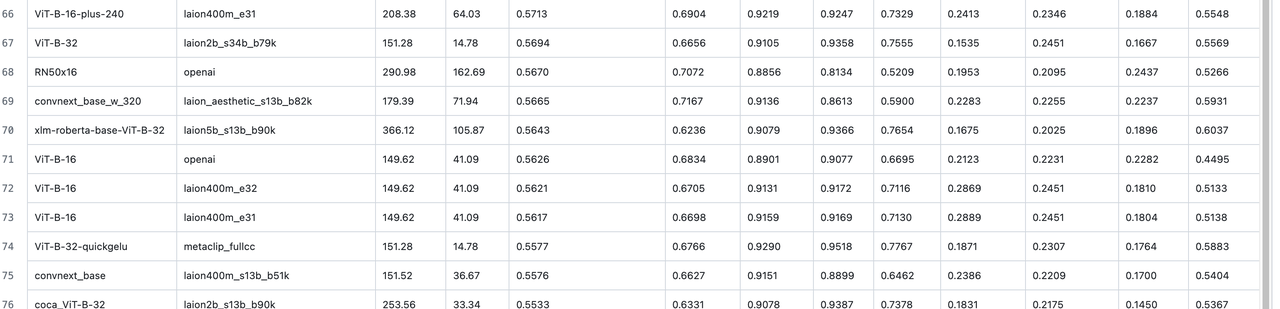 66 ViT-B-16-plus-240 laion400m_e31 208.38 64.03 0.5713 0.6904 0.9219 0.9247 0.7329 0.2413 0.2346 0.1884 0.5548
67 ViT-B-32 laion2b_s34b_b79k 151.28 14.78 0.5694 0.6656 0.9105 0.9358 0.7555 0.1535 0.2451 0.1667 0.5569
68 RN50x16 openai 290.98 162.69 0.5670 0.7072 0.8856 0.8134 0.5209 0.1953 0.2095 0.2437 0.5266
69 convnext_base_w_320 laion_aesthetic_s13b_b82k 179.39 71.94 0.5665 0.7167 0.9136 0.8613 0.5900 0.2283 0.2255 0.2237 0.5931
70 xlm-roberta-base-ViT-B-32 laion5b_s13b_b90k 366.12 105.87 0.5643 0.6236 0.9079 0.9366 0.7654 0.1675 0.2025 0.1896 0.6037
71 ViT-B-16 openai 149.62 41.09 0.5626 0.6834 0.8901 0.9077 0.6695 0.2123 0.2231 0.2282 0.4495
72 ViT-B-16 laion400m_e32 149.62 41.09 0.5621 0.6705 0.9131 0.9172 0.7116 0.2869 0.2451 0.1810 0.5133
73 ViT-B-16 laion400m_e31 149.62 41.09 0.5617 0.6698 0.9159 0.9169 0.7130 0.2889 0.2451 0.1804 0.5138
74 ViT-B-32-quickgelu metaclip_fullcc 151.28 14.78 0.5577 0.6766 0.9290 0.9518 0.7767 0.1871 0.2307 0.1764 0.5883
75 convnext_base laion400m_s13b_b51k 151.52 36.67 0.5576 0.6627 0.9151 0.8899 0.6462 0.2386 0.2209 0.1700 0.5404
76 coca_ViT-B-32 laion2b_s13b_b90k 253.56 33.34 0.5533 0.6331 0.9078 0.9387 0.7378 0.1831 0.2175 0.1450 0.5367